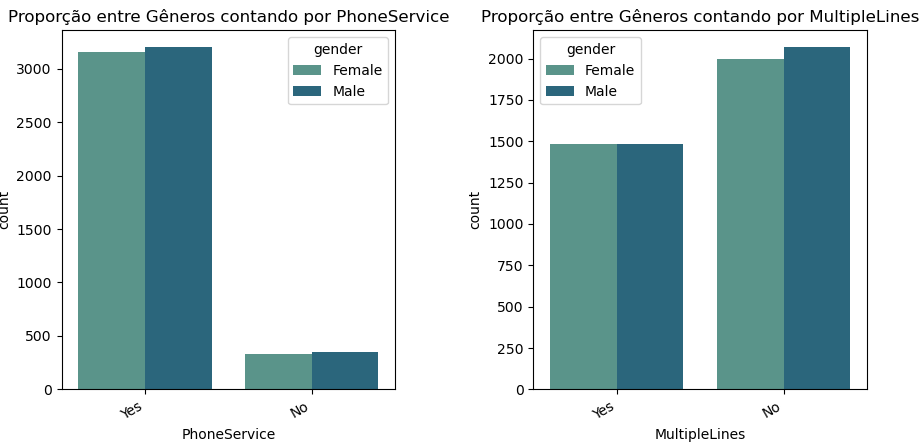 Proporção entre Gêneros contando por PhoneService
3000
2500
2000
1500
1000
500
0
count
gender
Female
Male
Yes
No
PhoneService
Proporção entre Gêneros contando por MultipleLines
2000
1750
1500
1250
1000
750
500
250
0
count
gender
Female
Male
Yes
No
MultipleLines